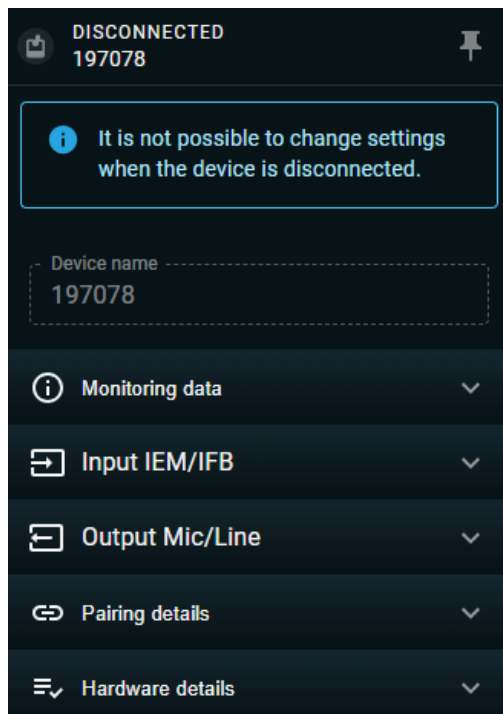 DISCONNECTED
197078
It is not possible to change settings
when the device is disconnected.
Device name
197078
Monitoring data
Input IEM/IFB
Output Mic/Line
Pairing details
Hardware details